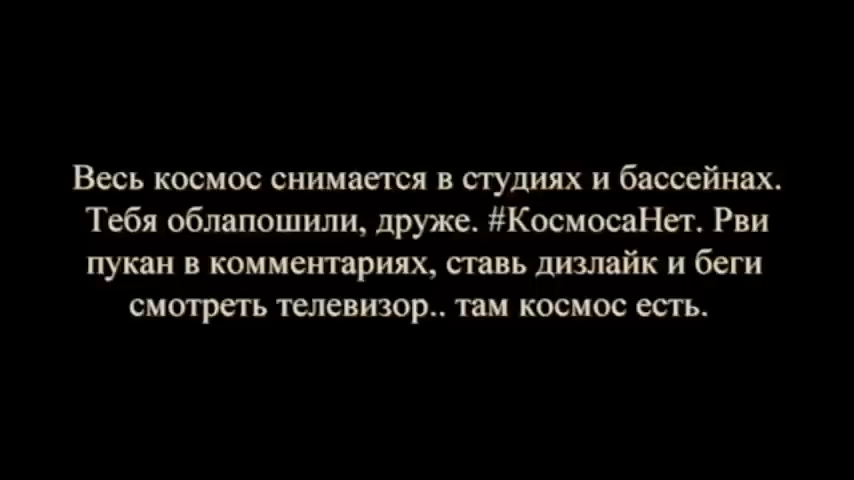 Весь космос снимается в студиях и бассейнах.
Тебя облапошили, друже. #КосмосаНет. Рви
пукан в комментариях, ставь дизлайк и беги
смотреть телевизор.. там космос есть.